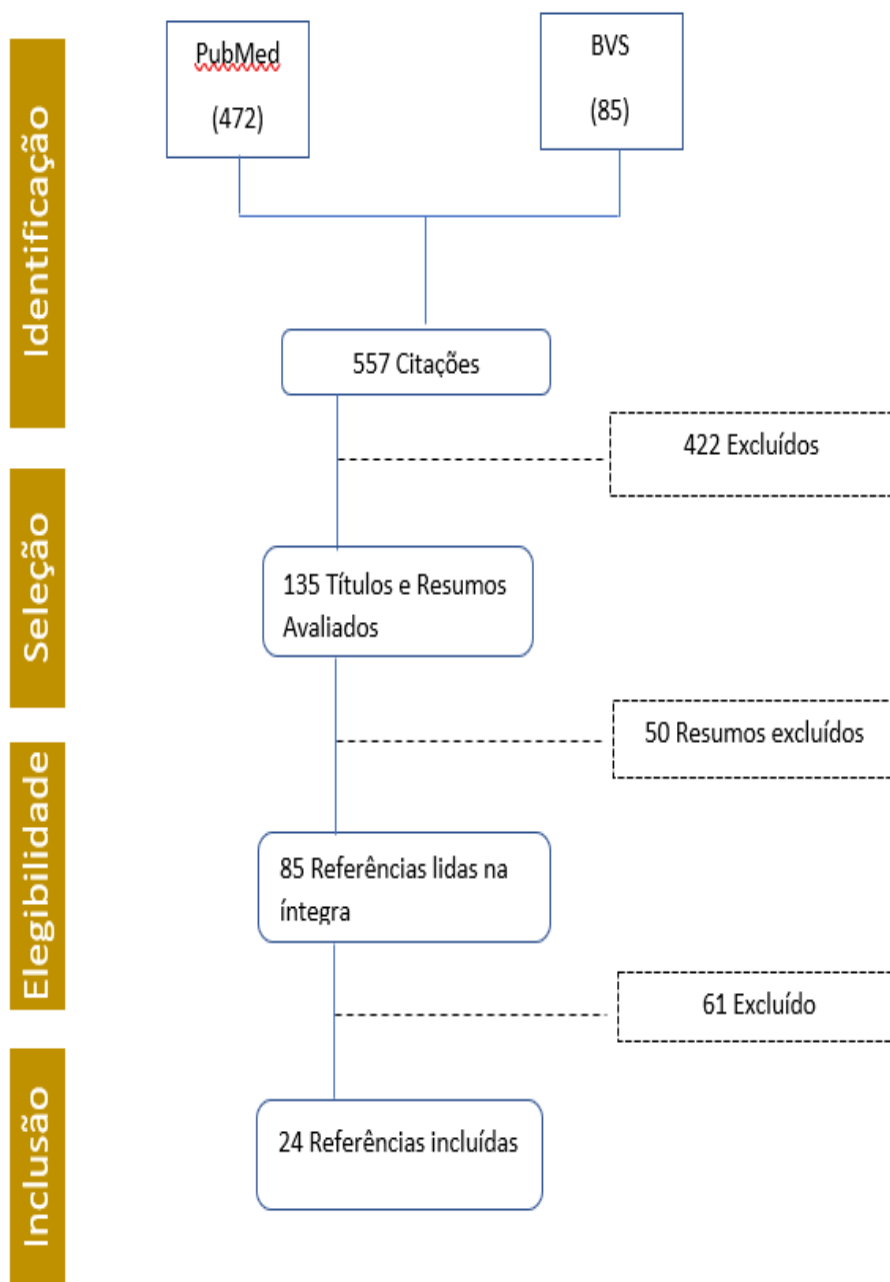 Identificação
PubMed
(472)
BVS
(85)
557 Citações
422 Excluídos
Seleção
135 Títulos e Resumos
Avaliados
50 Resumos excluídos
Elegibilidade
85 Referências lidas na
íntegra
61 Excluído
Inclusão
24 Referências incluídas